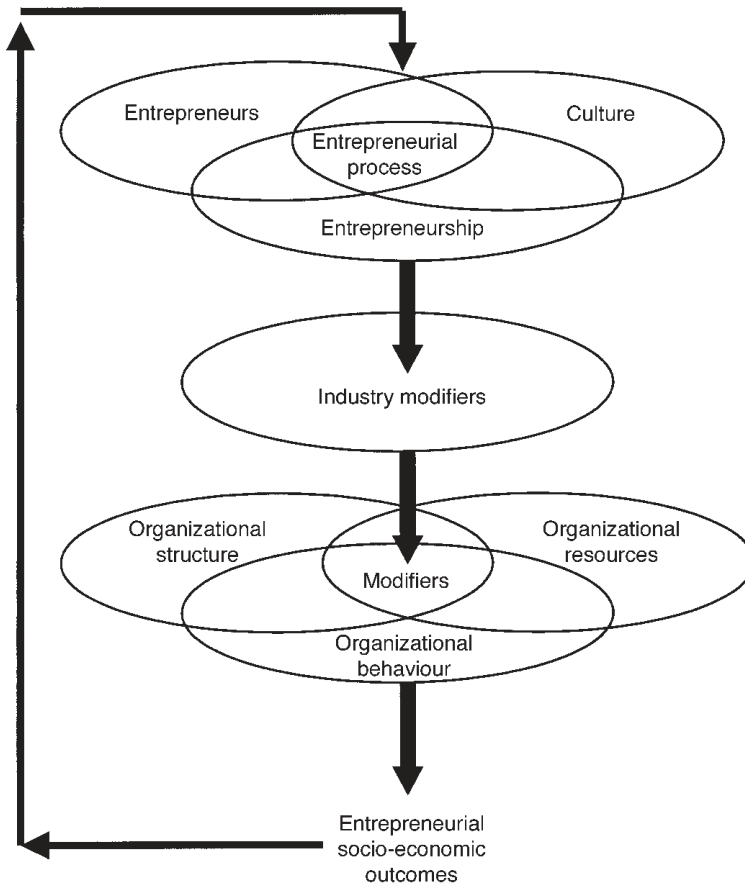 Entrepreneurs
Culture
Entrepreneurial
process
Entrepreneurship
Industry modifiers
Organizational
structure
Organizational
resources
Modifiers
Organizational
behaviour
Entrepreneurial
socio-economic
outcomes